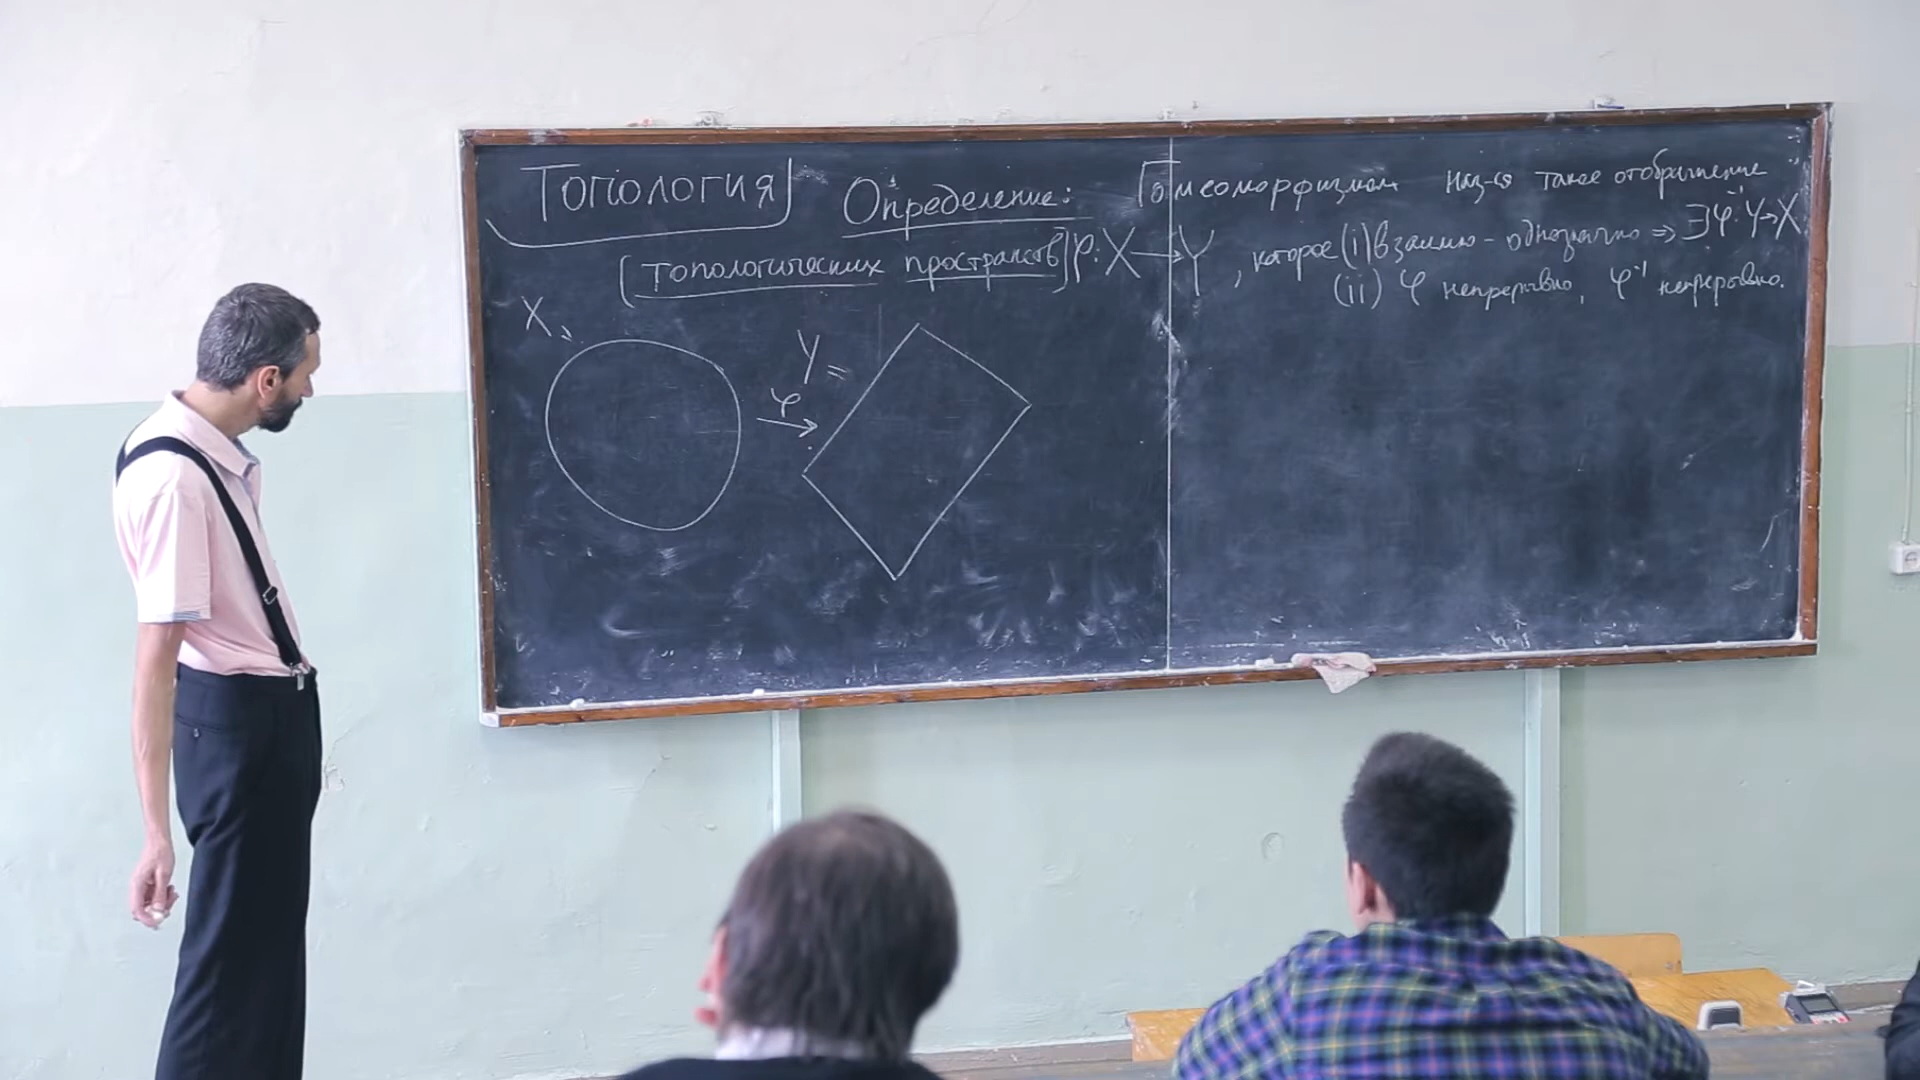 Топология
Определение: Гомеоморфизмом наз-ся такое отображение
(топологических пространств) φ: X → Y, которое (i) взаимно-однозначно ⇒ ∃ φ⁻¹: Y → X
(ii) φ непрерывно, φ⁻¹ непрерывно.
X
Y =
φ